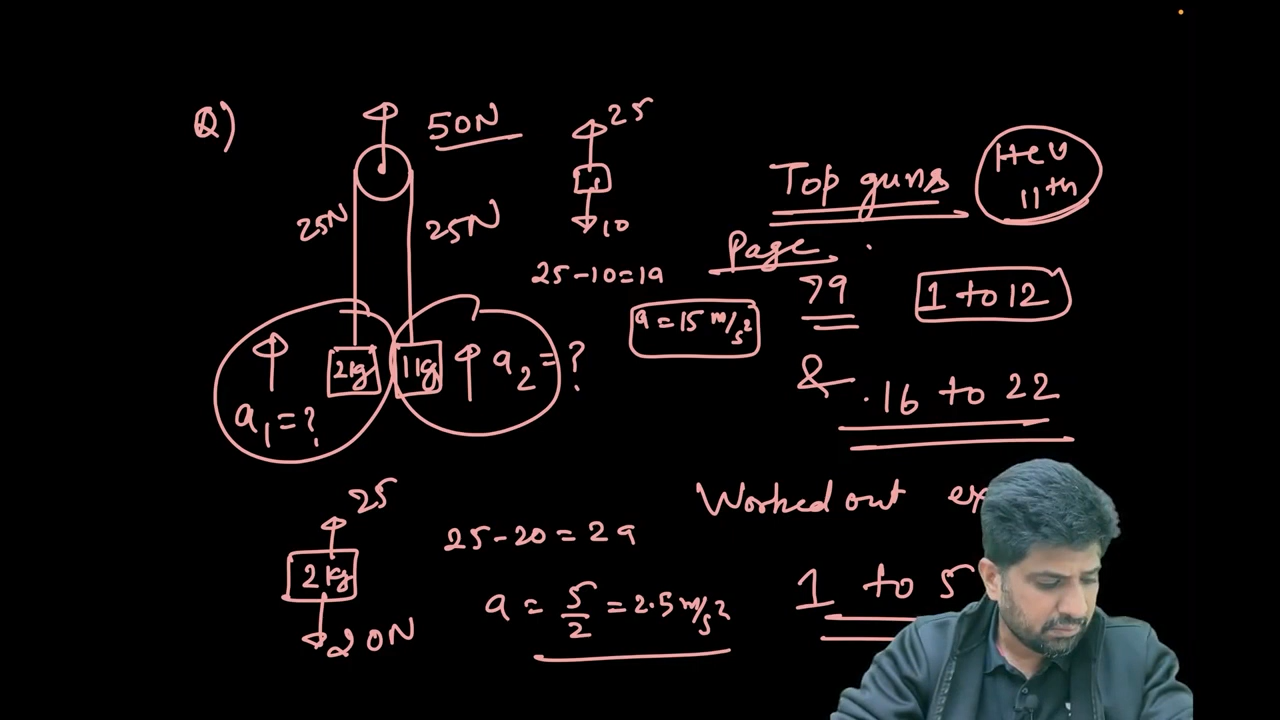 Q)
50N
25N
25N
2kg
1kg
a₁=?
a₂=?
25
10
25-10=1a
a=15 m/s²
25
2kg
20N
25-20=2a
a = 5/2 = 2.5 m/s²
Top guns
HCV
11th
Page
79
1 to 12
&
16 to 22
Worked out ex
1 to 5